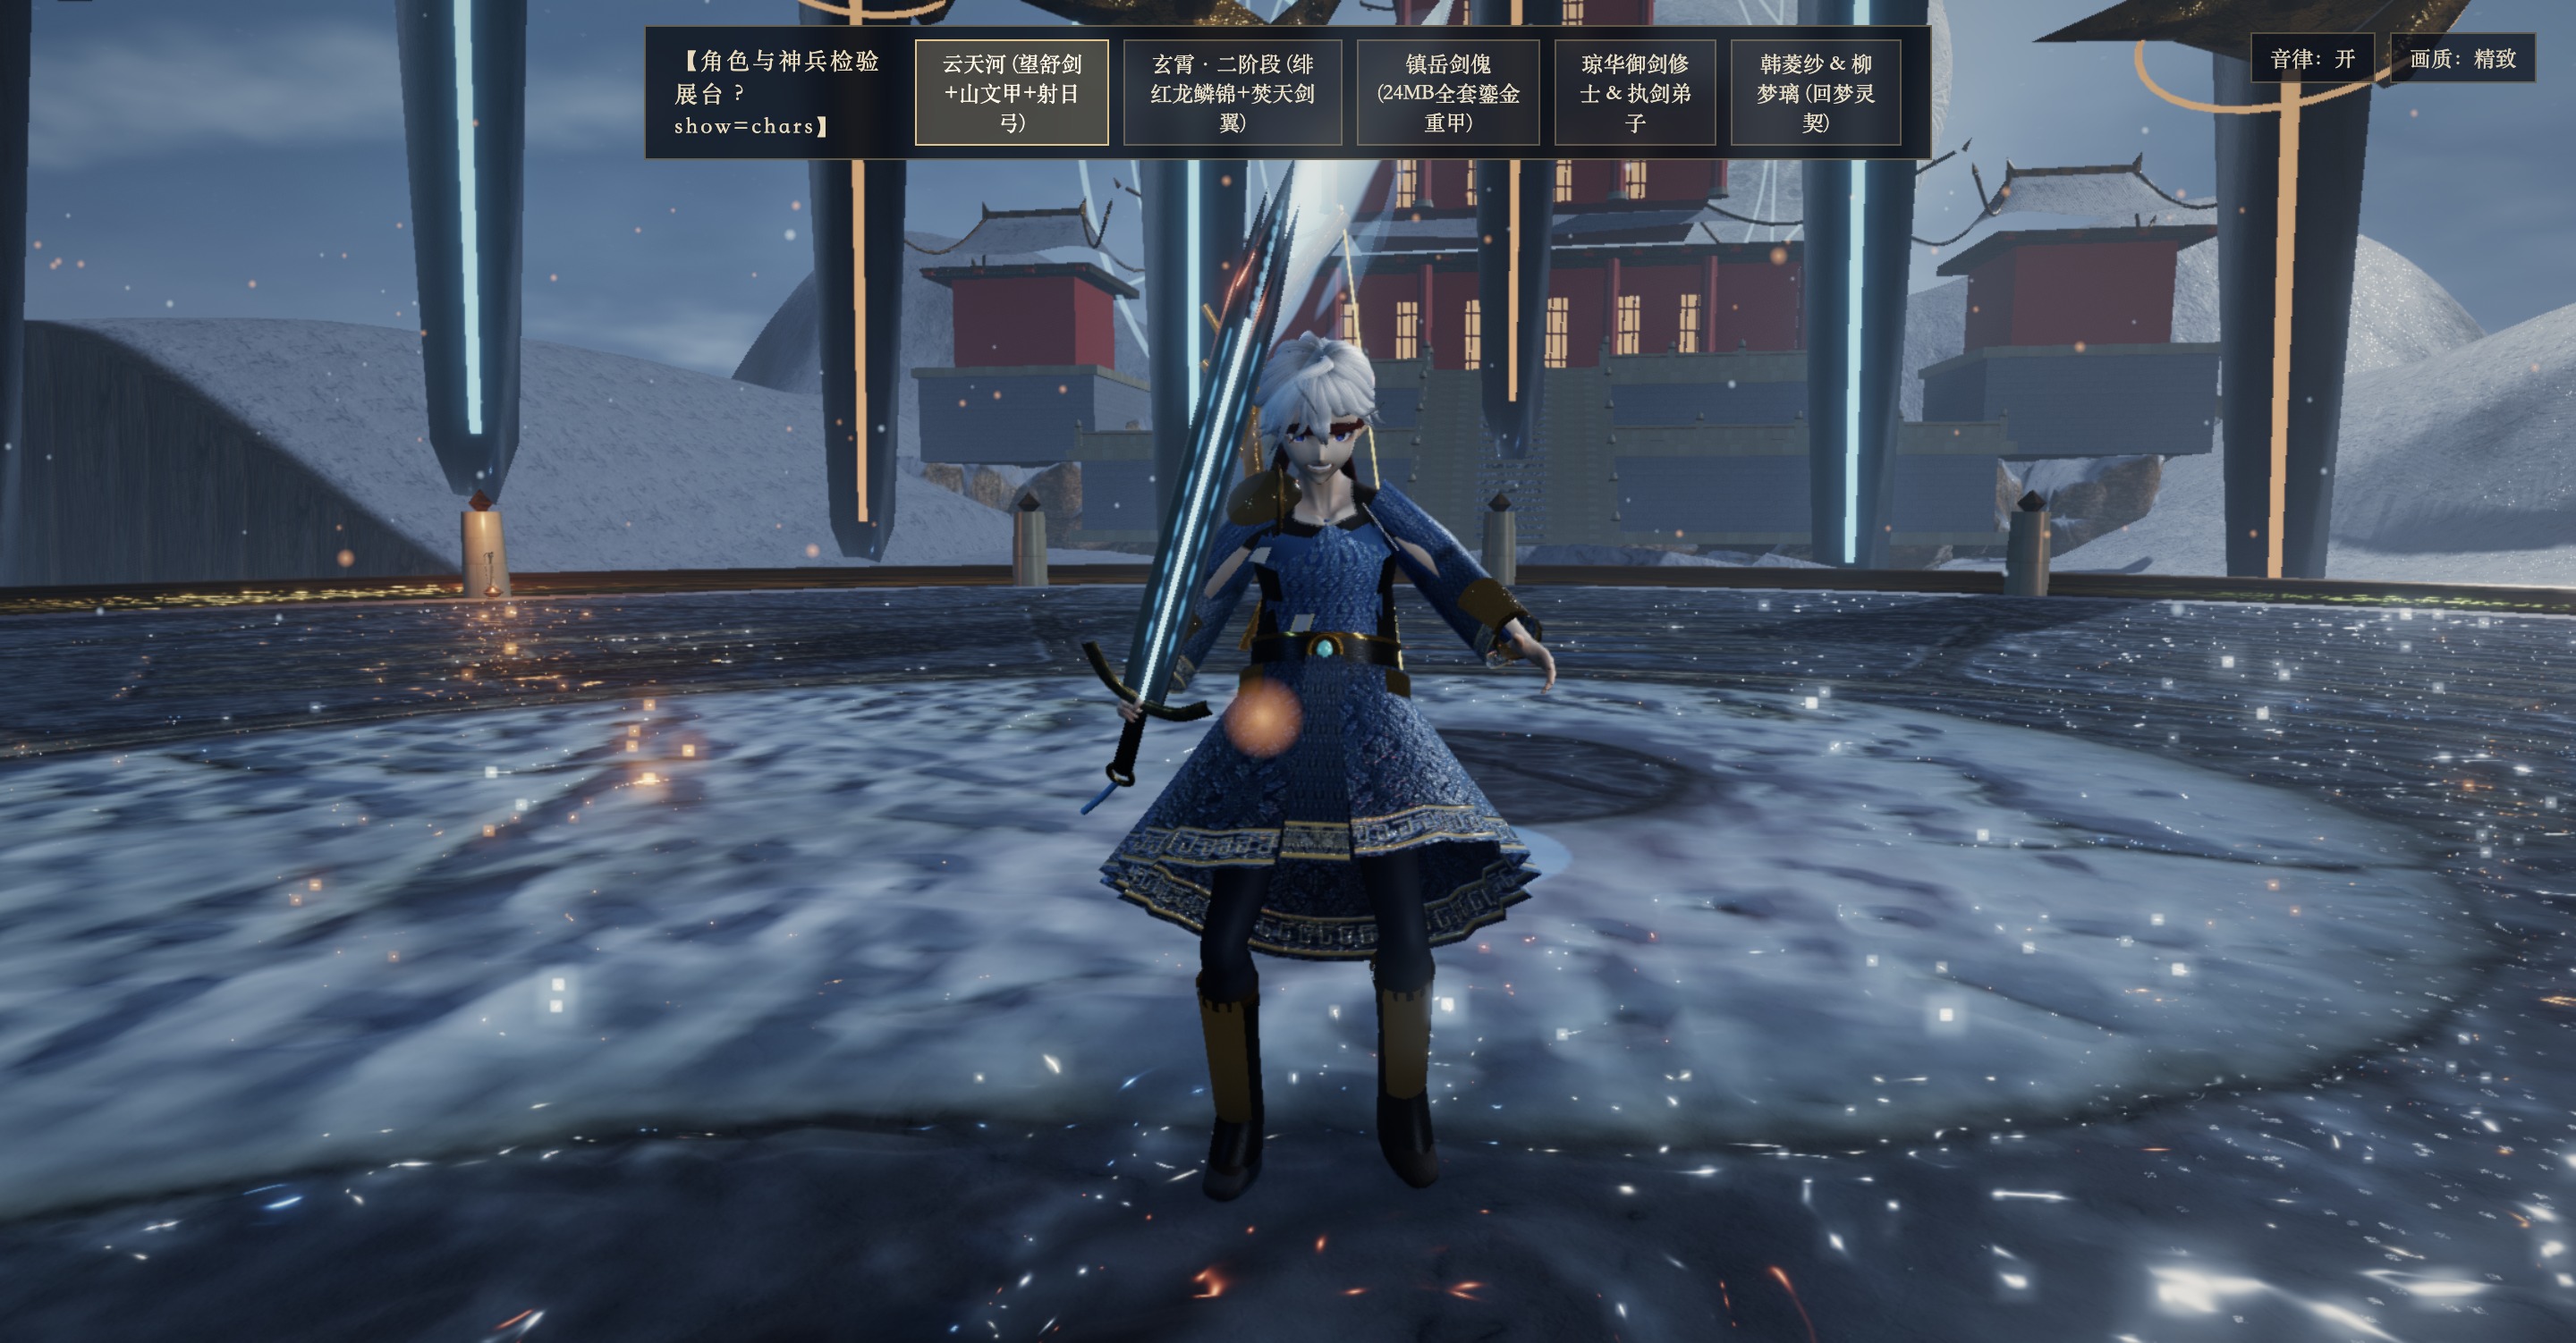 【角色与神兵检验
展台 ?
show=chars】
云天河 (望舒剑
+山文甲+射日
弓)
玄霄 · 二阶段 (绯
红龙鳞锦+焚天剑
翼)
镇岳剑傀
(24MB全套鎏金
重甲)
琼华御剑修
士 & 执剑弟
子
韩菱纱 & 柳
梦璃 (回梦灵
契)
音律：开
画质：精致